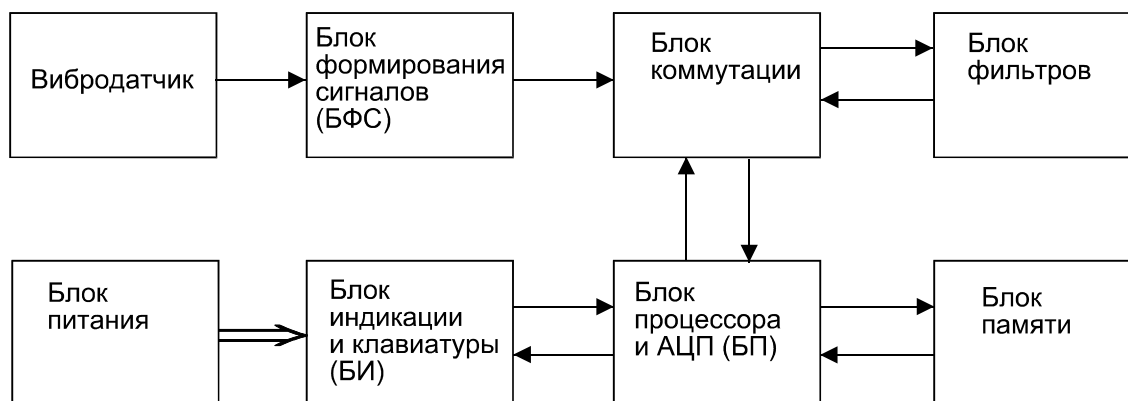 Вибродатчик
Блок
формирования
сигналов
(БФС)
Блок
коммутации
Блок
фильтров
Блок
питания
Блок
индикации
и клавиатуры
(БИ)
Блок
процессора
и АЦП (БП)
Блок
памяти